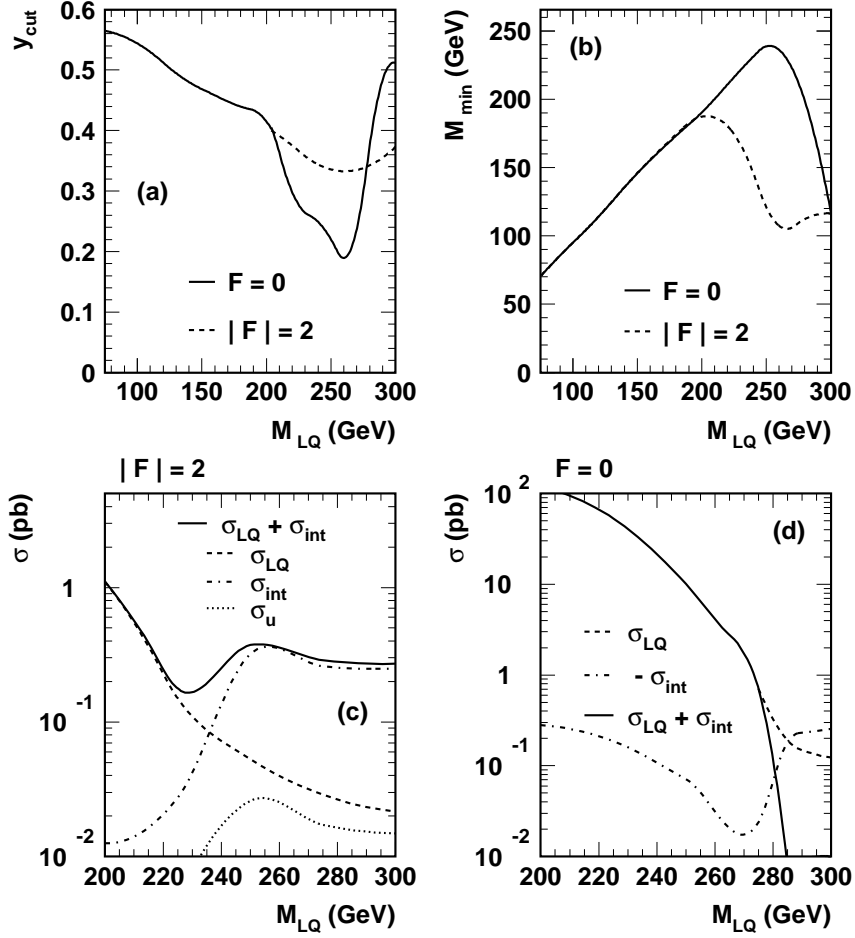 y_cut
0.6
0.5
0.4
0.3
0.2
0.1
0
(a)
F = 0
| F | = 2
100 150 200 250 300
M_LQ (GeV)
M_min (GeV)
250
200
150
100
50
0
(b)
F = 0
| F | = 2
100 150 200 250 300
M_LQ (GeV)
| F | = 2
σ (pb)
1
10^-1
10^-2
σ_LQ + σ_int
σ_LQ
σ_int
σ_u
(c)
200 220 240 260 280 300
M_LQ (GeV)
F = 0
σ (pb)
10^2
10
1
10^-1
10^-2
(d)
σ_LQ
- σ_int
σ_LQ + σ_int
200 220 240 260 280 300
M_LQ (GeV)